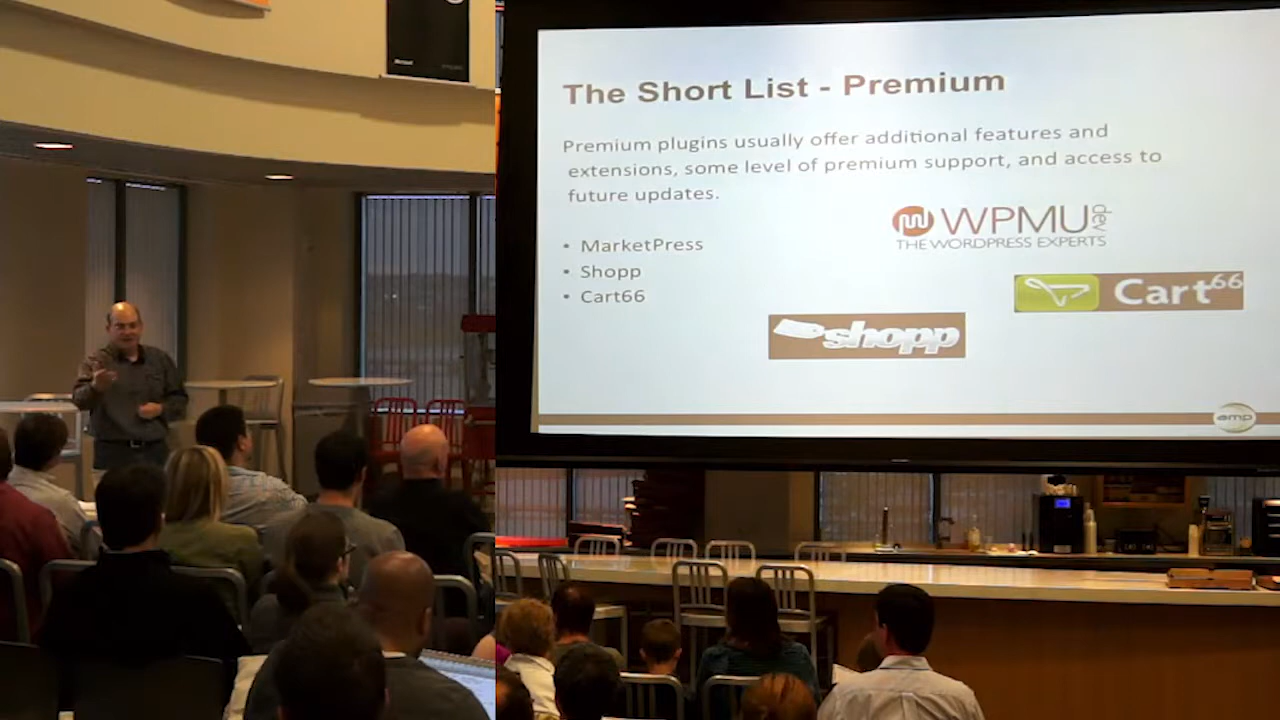 The Short List - Premium
Premium plugins usually offer additional features and
extensions, some level of premium support, and access to
future updates.
• MarketPress
• Shopp
• Cart66
WPMU dev
THE WORDPRESS EXPERTS
Cart66
shopp
amp